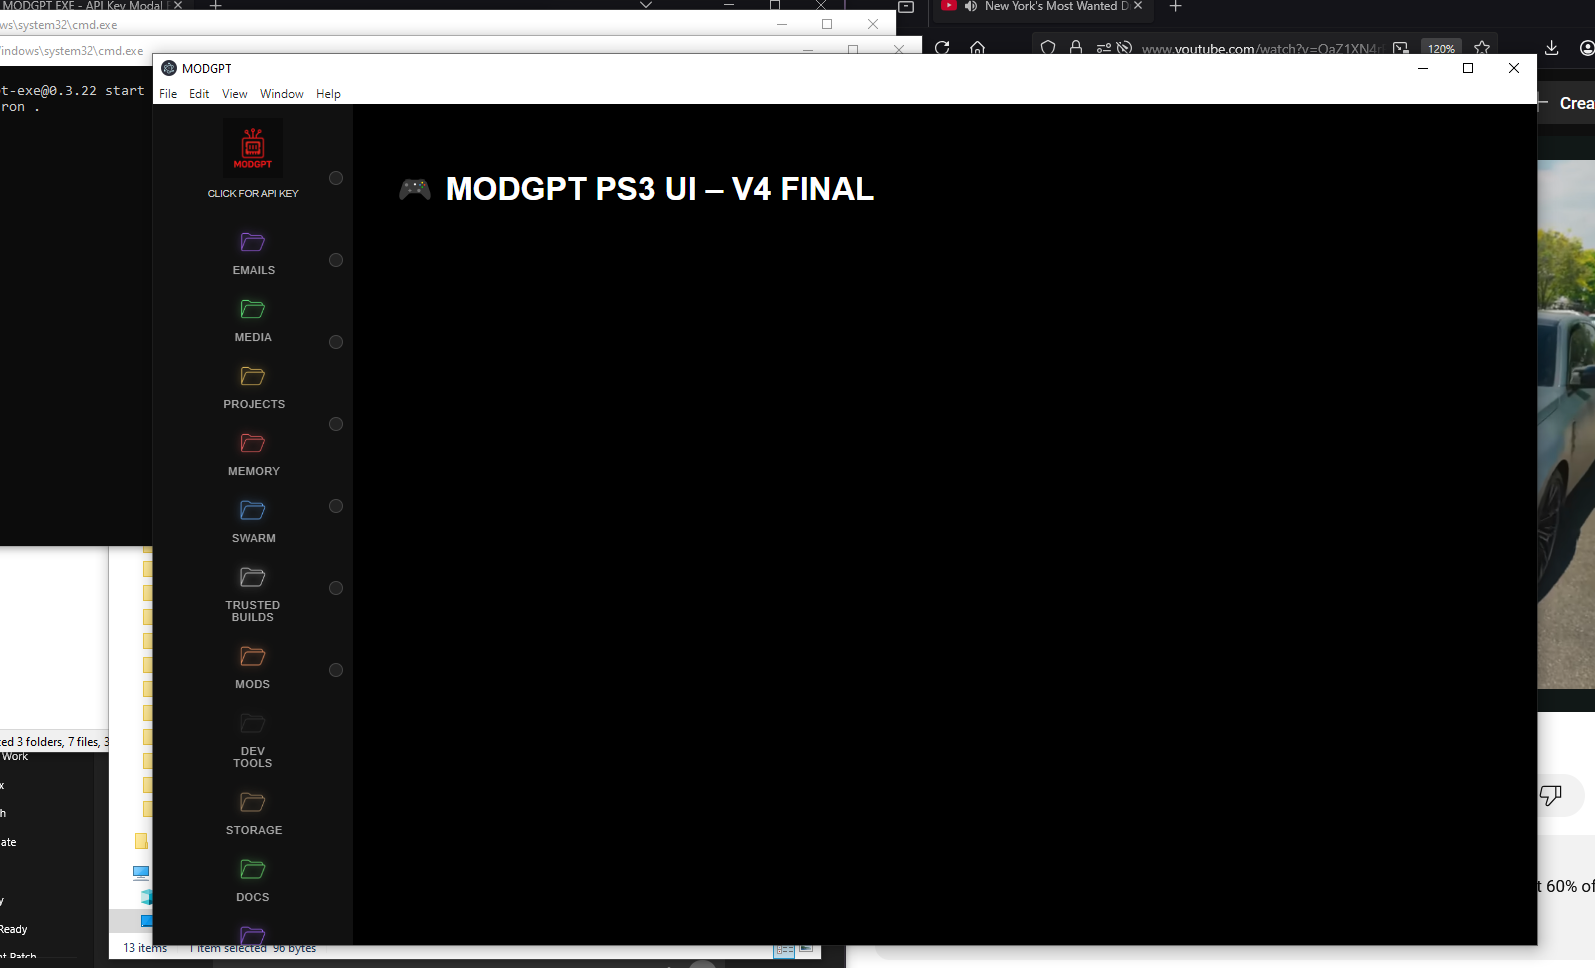 MODGPT EXE - API Key Modal
New York's Most Wanted D
ws\system32\cmd.exe
indows\system32\cmd.exe
www.youtube.com/watch?v=
120%
MODGPT
File Edit View Window Help
t-exe@0.3.22 start
ron .
Crea
MODGPT
CLICK FOR API KEY
🎮 MODGPT PS3 UI – V4 FINAL
EMAILS
MEDIA
PROJECTS
MEMORY
SWARM
TRUSTED
BUILDS
MODS
DEV
TOOLS
STORAGE
DOCS
ed 3 folders, 7 files, 3
Work
x
h
ate
y
Ready
t 60% of
13 items 1 item selected 96 bytes